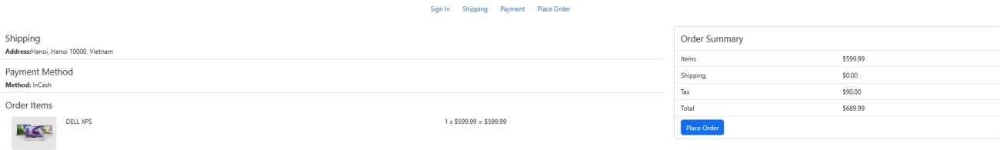 Sign In Shipping Payment Place Order
Shipping
Address:Hanoi, Hanoi 10000, Vietnam
Payment Method
Method: InCash
Order Items
DELL XPS 1 x $599.99 = $599.99
Order Summary
Items $599.99
Shipping $0.00
Tax $90.00
Total $689.99
Place Order